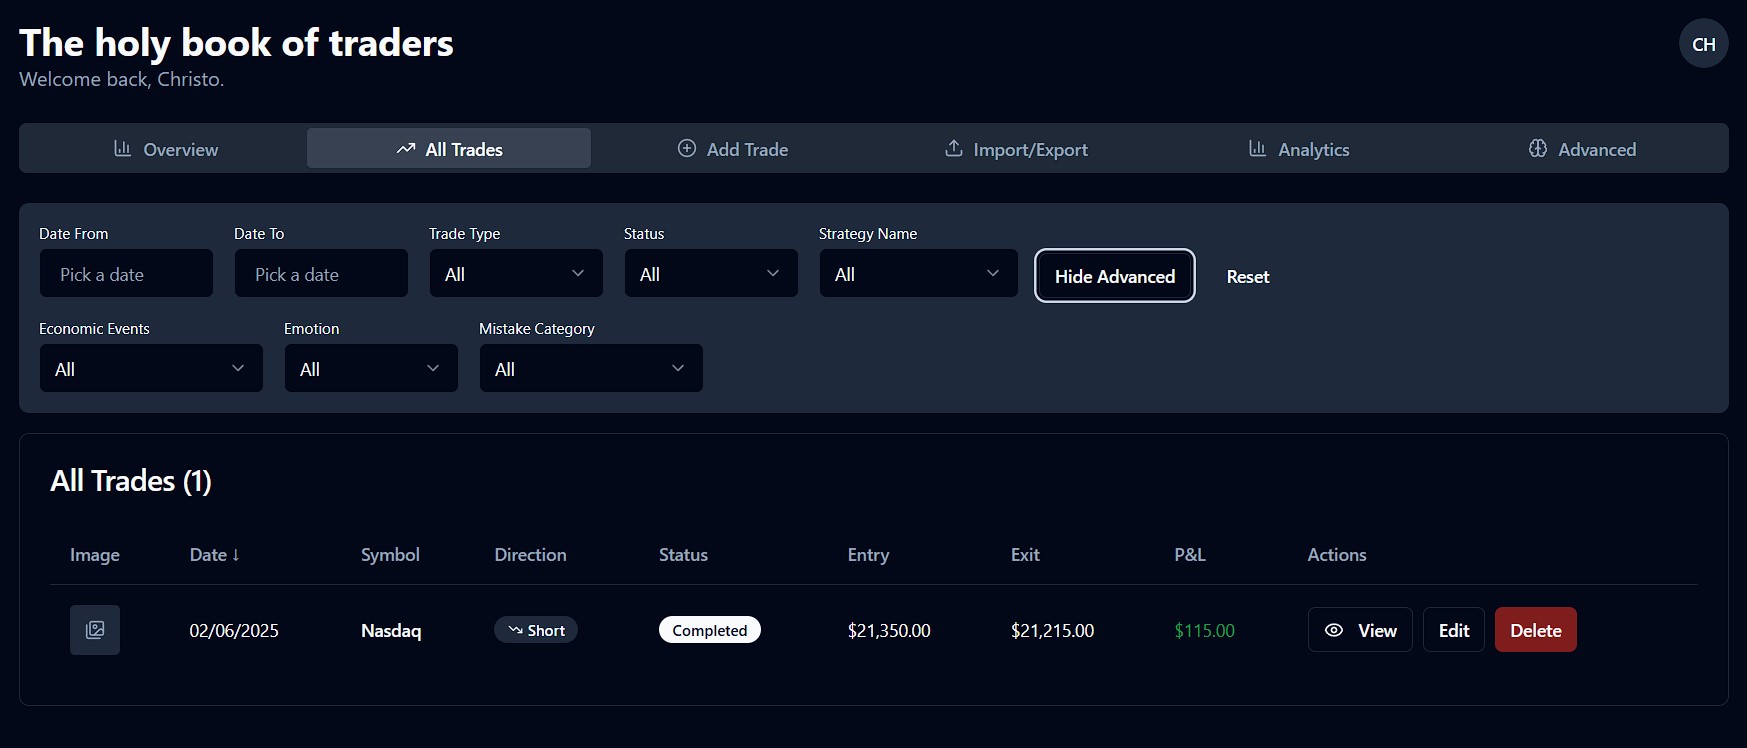 The holy book of traders
Welcome back, Christo.
CH
Overview All Trades Add Trade Import/Export Analytics Advanced
Date From Date To Trade Type Status Strategy Name
Pick a date Pick a date All All All Hide Advanced Reset
Economic Events Emotion Mistake Category
All All All
All Trades (1)
Image Date ↓ Symbol Direction Status Entry Exit P&L Actions
02/06/2025 Nasdaq Short Completed $21,350.00 $21,215.00 $115.00 View Edit Delete